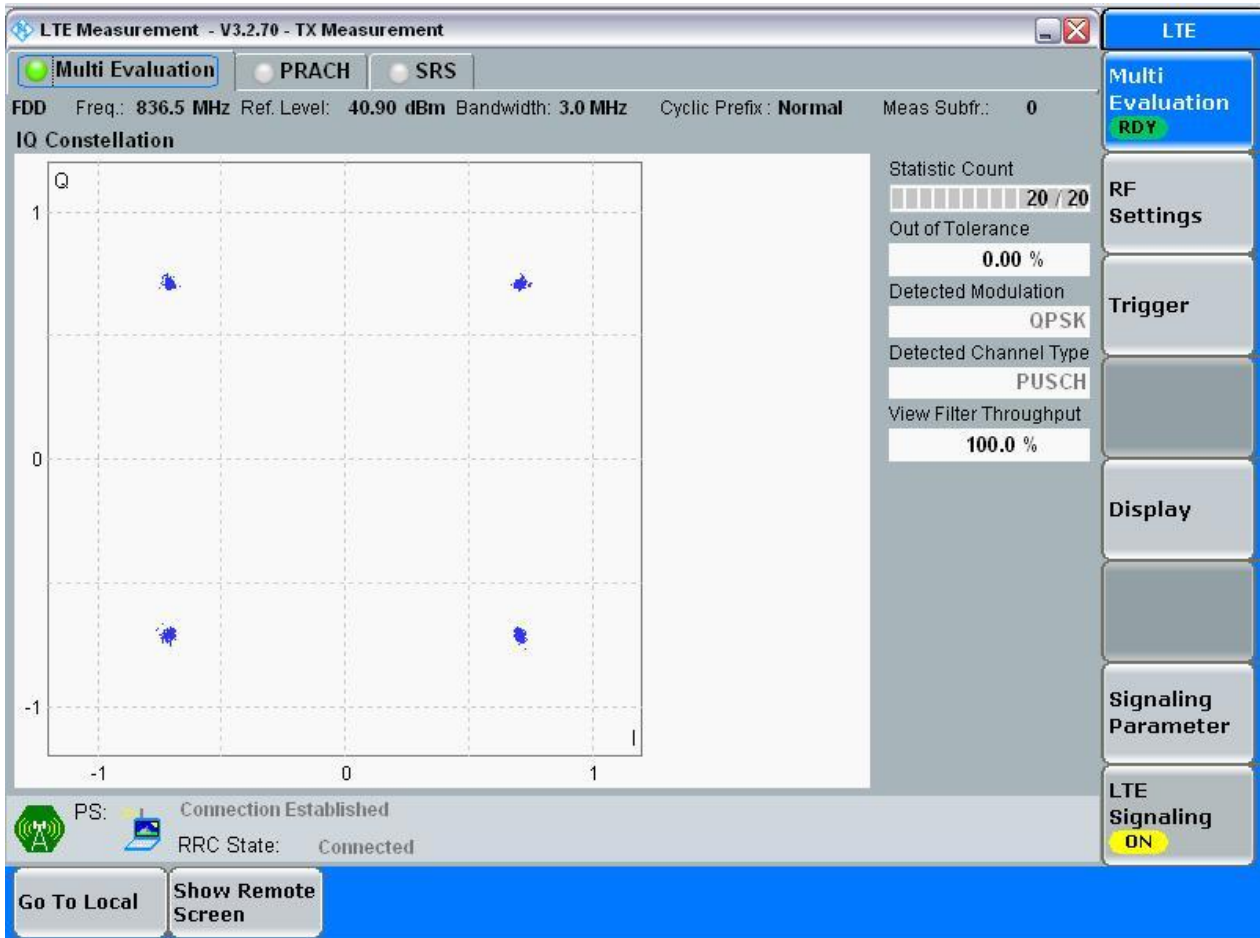 LTE Measurement - V3.2.70 - TX Measurement
LTE
Multi Evaluation
PRACH
SRS
Multi
Evaluation
RDY
FDD Freq.: 836.5 MHz Ref. Level: 40.90 dBm Bandwidth: 3.0 MHz Cyclic Prefix : Normal Meas Subfr.: 0
IQ Constellation
Q
1
0
-1
I
-1 0 1
Statistic Count
20 / 20
Out of Tolerance
0.00 %
Detected Modulation
QPSK
Detected Channel Type
PUSCH
View Filter Throughput
100.0 %
RF
Settings
Trigger
Display
Signaling
Parameter
LTE
Signaling
ON
PS: Connection Established
RRC State: Connected
Go To Local
Show Remote
Screen